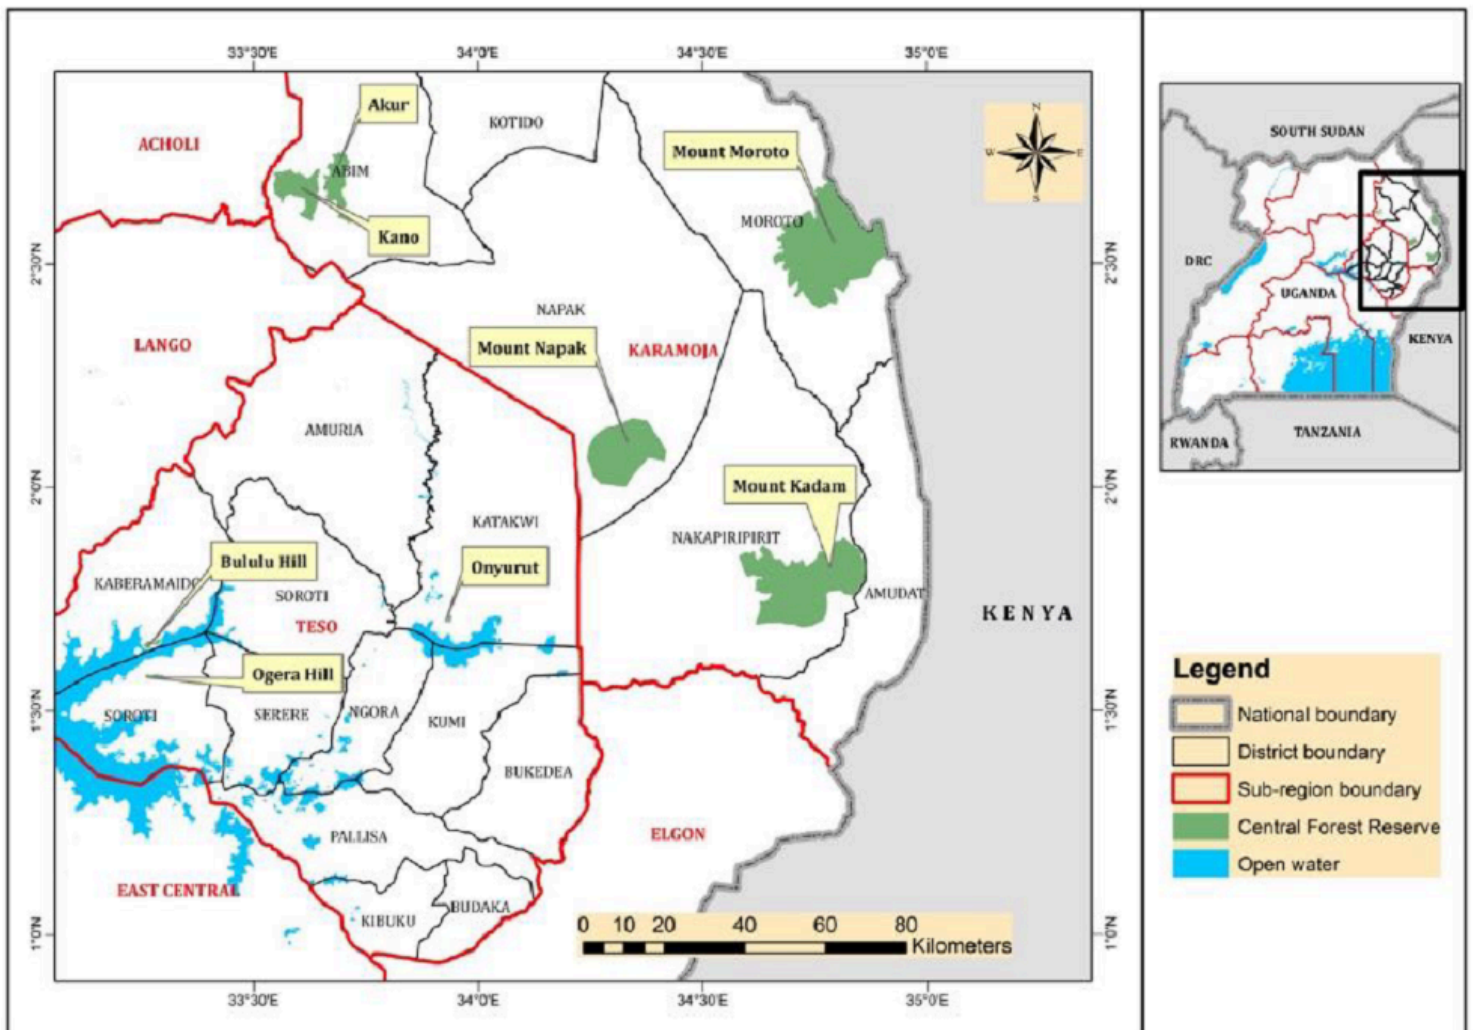 33°30'E 34°0'E 34°30'E 35°0'E
Akur
KOTIDO
N
W E
S
ACHOLI
ABIM
Mount Moroto
Kano
MOROTO
2°30'N
2°30'N
NAPAK
LANGO
Mount Napak
KARAMOJA
AMURIA
Mount Kadam
2°0'N
2°0'N
KATAKWI
NAKAPIRIPIRIT
Bululu Hill
Onyurut
KABERAMAIDO
SOROTI
AMUDAT
TESO
KENYA
Ogera Hill
SOROTI
SERERE
NGORA
KUMI
1°30'N
1°30'N
BUKEDEA
PALLISA
ELGON
EAST CENTRAL
KIBUKU
BUDAKA
1°0'N
1°0'N
0 10 20 40 60 80
Kilometers
33°30'E 34°0'E 34°30'E 35°0'E
SOUTH SUDAN
DRC
UGANDA
KENYA
RWANDA
TANZANIA
Legend
National boundary
District boundary
Sub-region boundary
Central Forest Reserve
Open water